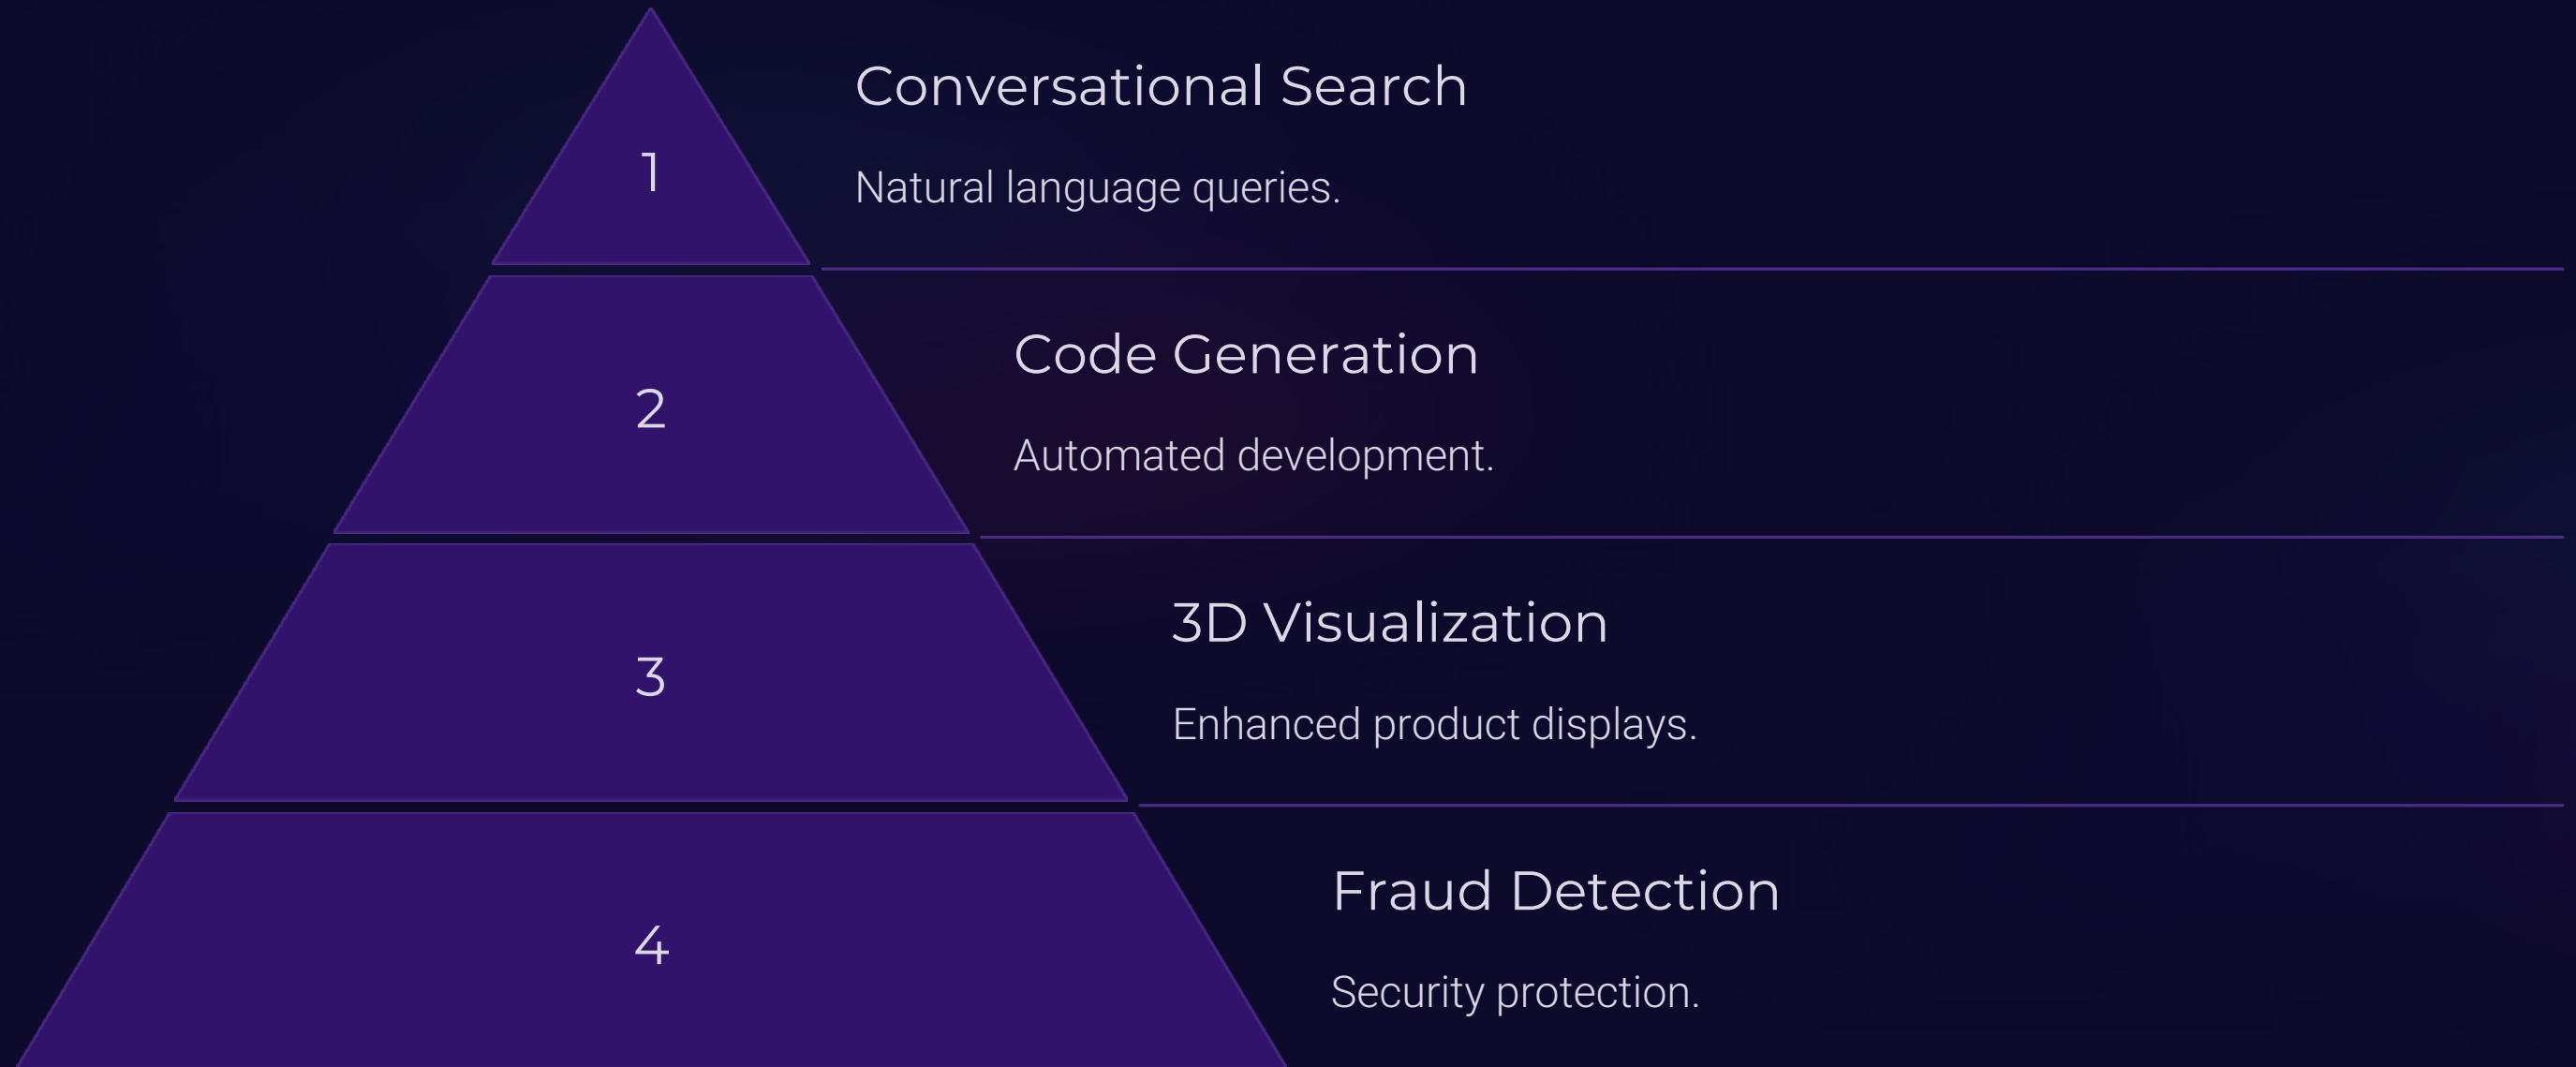 1
Conversational Search
Natural language queries.
2
Code Generation
Automated development.
3
3D Visualization
Enhanced product displays.
4
Fraud Detection
Security protection.